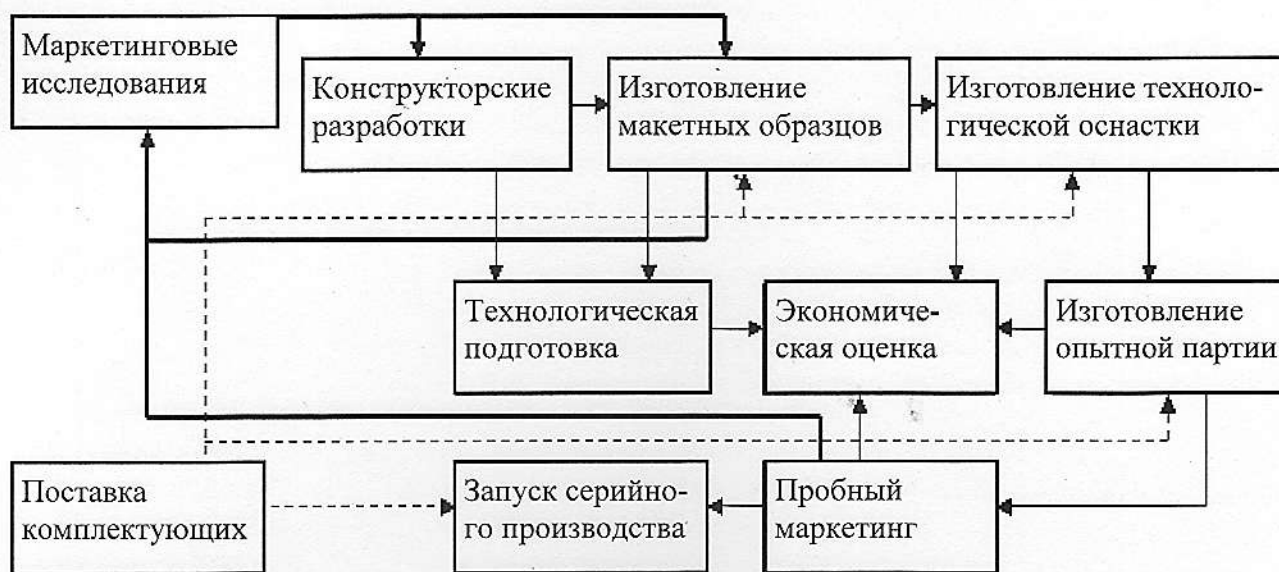 Маркетинговые
исследования
Конструкторские
разработки
Изготовление
макетных образцов
Изготовление техноло-
гической оснастки
Технологическая
подготовка
Экономиче-
ская оценка
Изготовление
опытной партии
Поставка
комплектующих
Запуск серийно-
го производства
Пробный
маркетинг